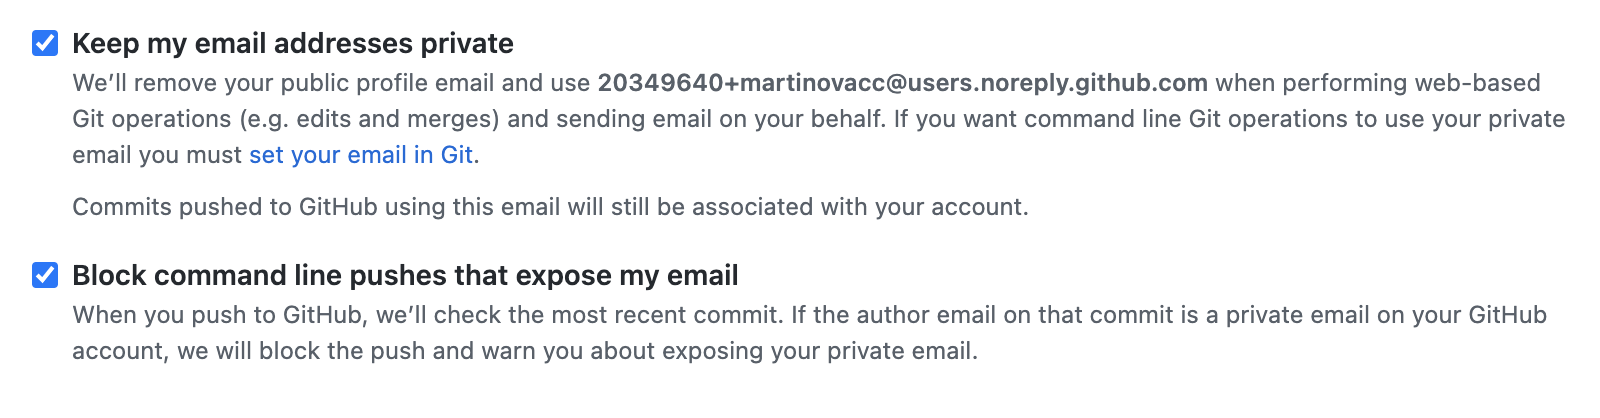 Keep my email addresses private
We’ll remove your public profile email and use 20349640+martinovacc@users.noreply.github.com when performing web-based
Git operations (e.g. edits and merges) and sending email on your behalf. If you want command line Git operations to use your private
email you must set your email in Git.
Commits pushed to GitHub using this email will still be associated with your account.
Block command line pushes that expose my email
When you push to GitHub, we’ll check the most recent commit. If the author email on that commit is a private email on your GitHub
account, we will block the push and warn you about exposing your private email.